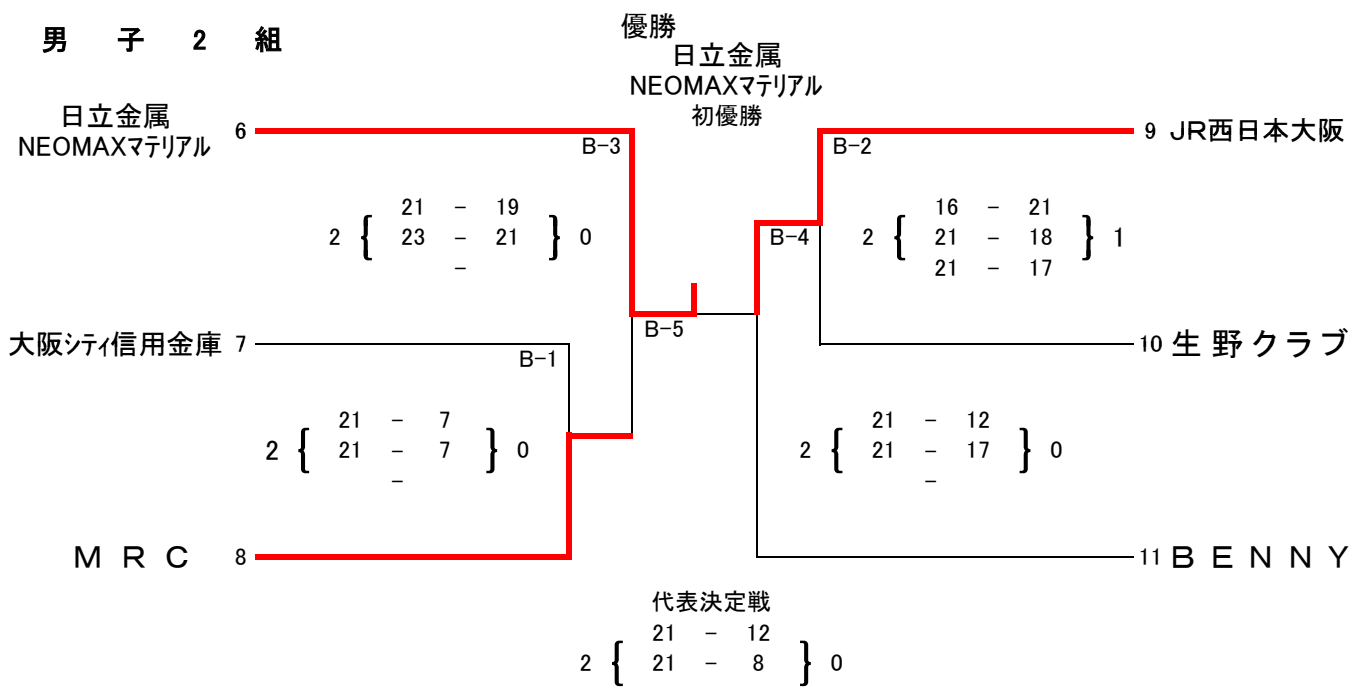 男 子 2 組
優勝
日立金属
NEOMAXマテリアル
初優勝
日立金属
NEOMAXマテリアル
6
B-3
B-2
9 JR西日本大阪
21 - 19
2 { 23 - 21 } 0
-
B-4
16 - 21
2 { 21 - 18 } 1
21 - 17
大阪シティ信用金庫 7
B-1
B-5
10 生野クラブ
21 - 7
2 { 21 - 7 } 0
-
21 - 12
2 { 21 - 17 } 0
-
MRC 8
11 BENNY
代表決定戦
21 - 12
2 { 21 - 8 } 0